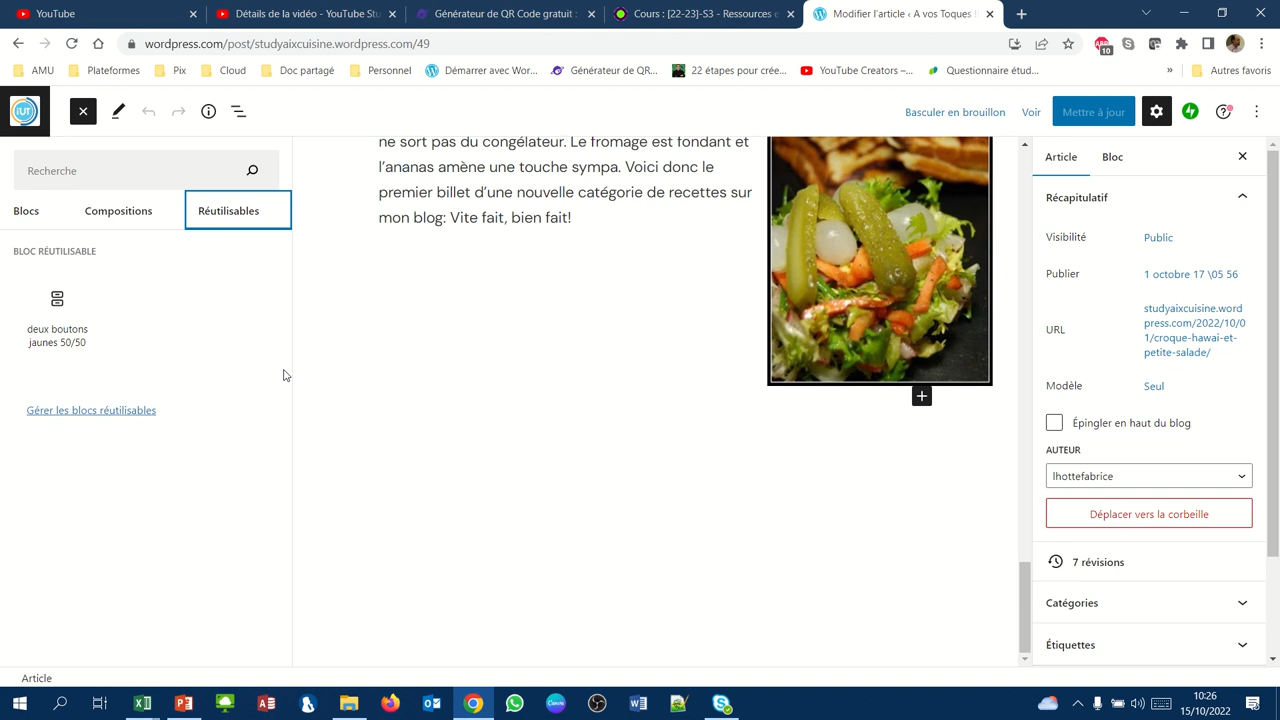 YouTube
Détails de la vidéo - YouTube Stu
Générateur de QR Code gratuit :
Cours : [22-23]-S3 - Ressources e
Modifier l'article ‹ A vos Toques !
wordpress.com/post/studyaixcuisine.wordpress.com/49
10
AMU
Plateformes
Pix
Cloud
Doc partagé
Personnel
Démarrer avec Wor...
Générateur de QR...
22 étapes pour crée...
YouTube Creators –...
Questionnaire étud...
»
Autres favoris
iUT
Basculer en brouillon
Voir
Mettre à jour
ne sort pas du congélateur. Le fromage est fondant et
l'ananas amène une touche sympa. Voici donc le
premier billet d'une nouvelle catégorie de recettes sur
mon blog: Vite fait, bien fait!
Recherche
Blocs
Compositions
Réutilisables
BLOC RÉUTILISABLE
deux boutons
jaunes 50/50
Gérer les blocs réutilisables
Article
Bloc
Récapitulatif
Visibilité
Public
Publier
1 octobre 17 \05 56
URL
studyaixcuisine.word
press.com/2022/10/0
1/croque-hawai-et-
petite-salade/
Modèle
Seul
Épingler en haut du blog
AUTEUR
lhottefabrice
Déplacer vers la corbeille
7 révisions
Catégories
Étiquettes
Article
10:26
15/10/2022